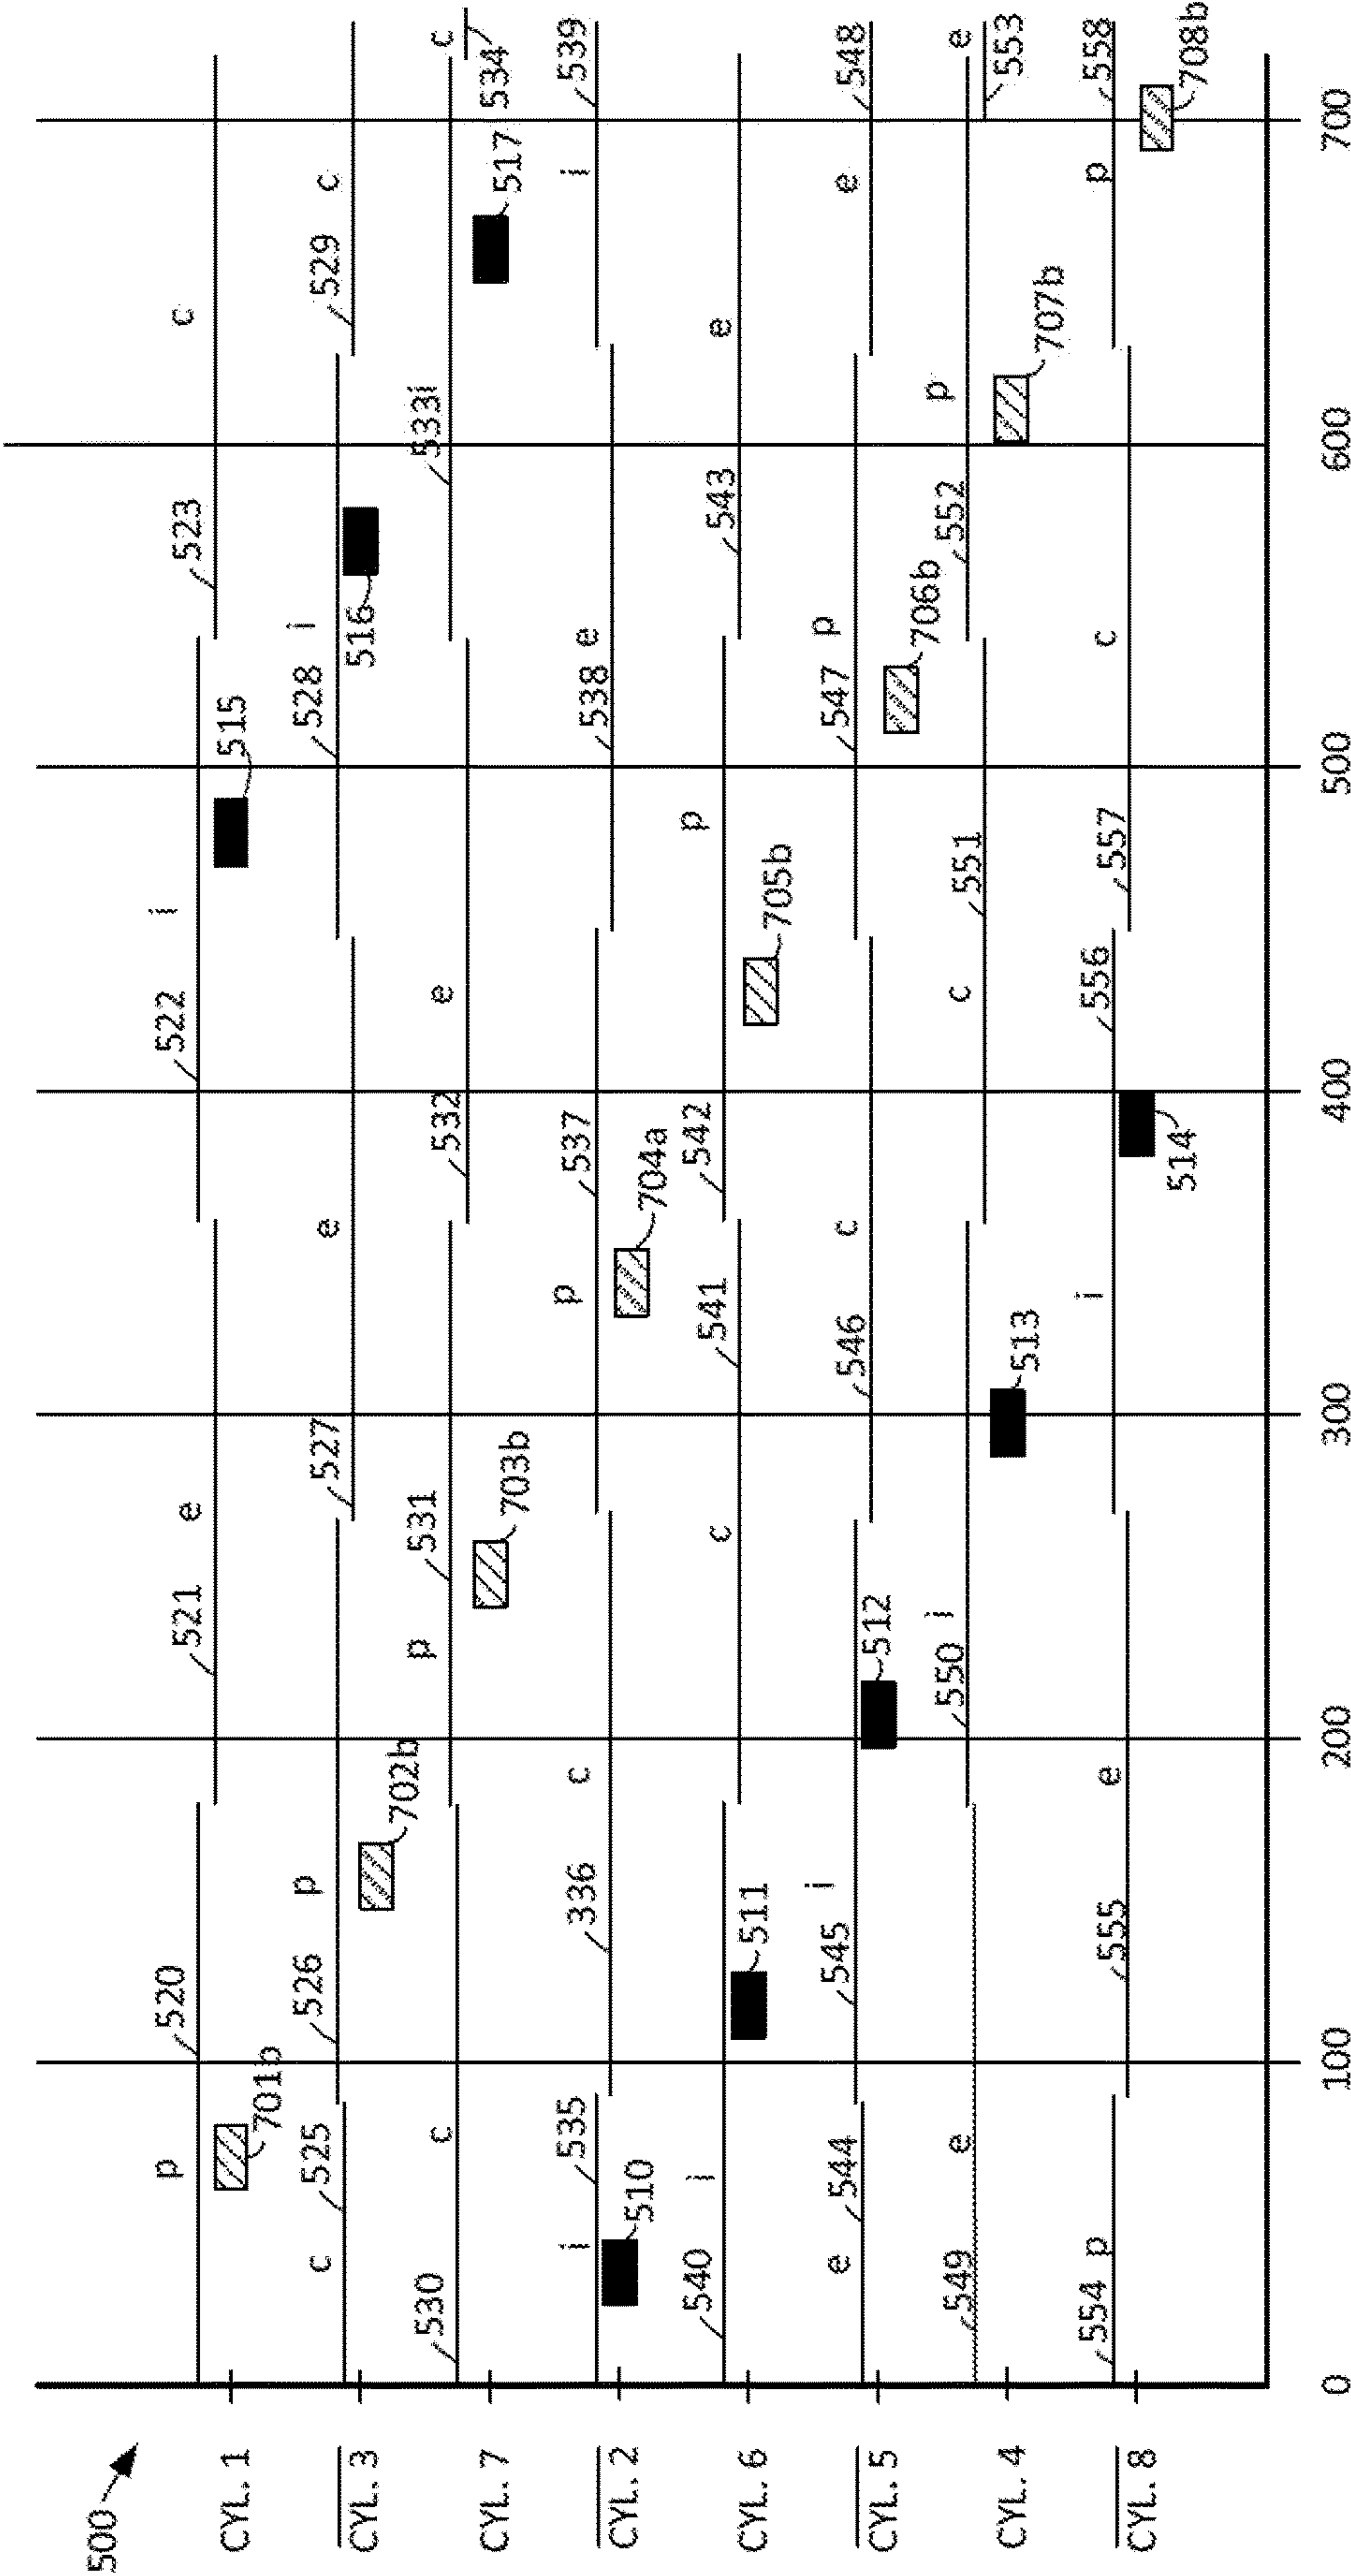 500
p 520 521 e 522 i 523 c
CYL. 1 701b 515
c 525 526 p 527 e 528 i 529 c
CYL. 3 702b 516
530 c p 531 532 e 533 i c
CYL. 7 703b 517 534
i 535 336 c p 537 538 e i 539
CYL. 2 510 704a
540 i c 541 542 p 543 e
CYL. 6 511 705b
e 544 545 i 546 c 547 p e 548
CYL. 5 512 706b
549 e 550 i c 551 552 p e
CYL. 4 513 707b 553
554 p 555 e i 556 557 c p 558
CYL. 8 514 708b
0 100 200 300 400 500 600 700